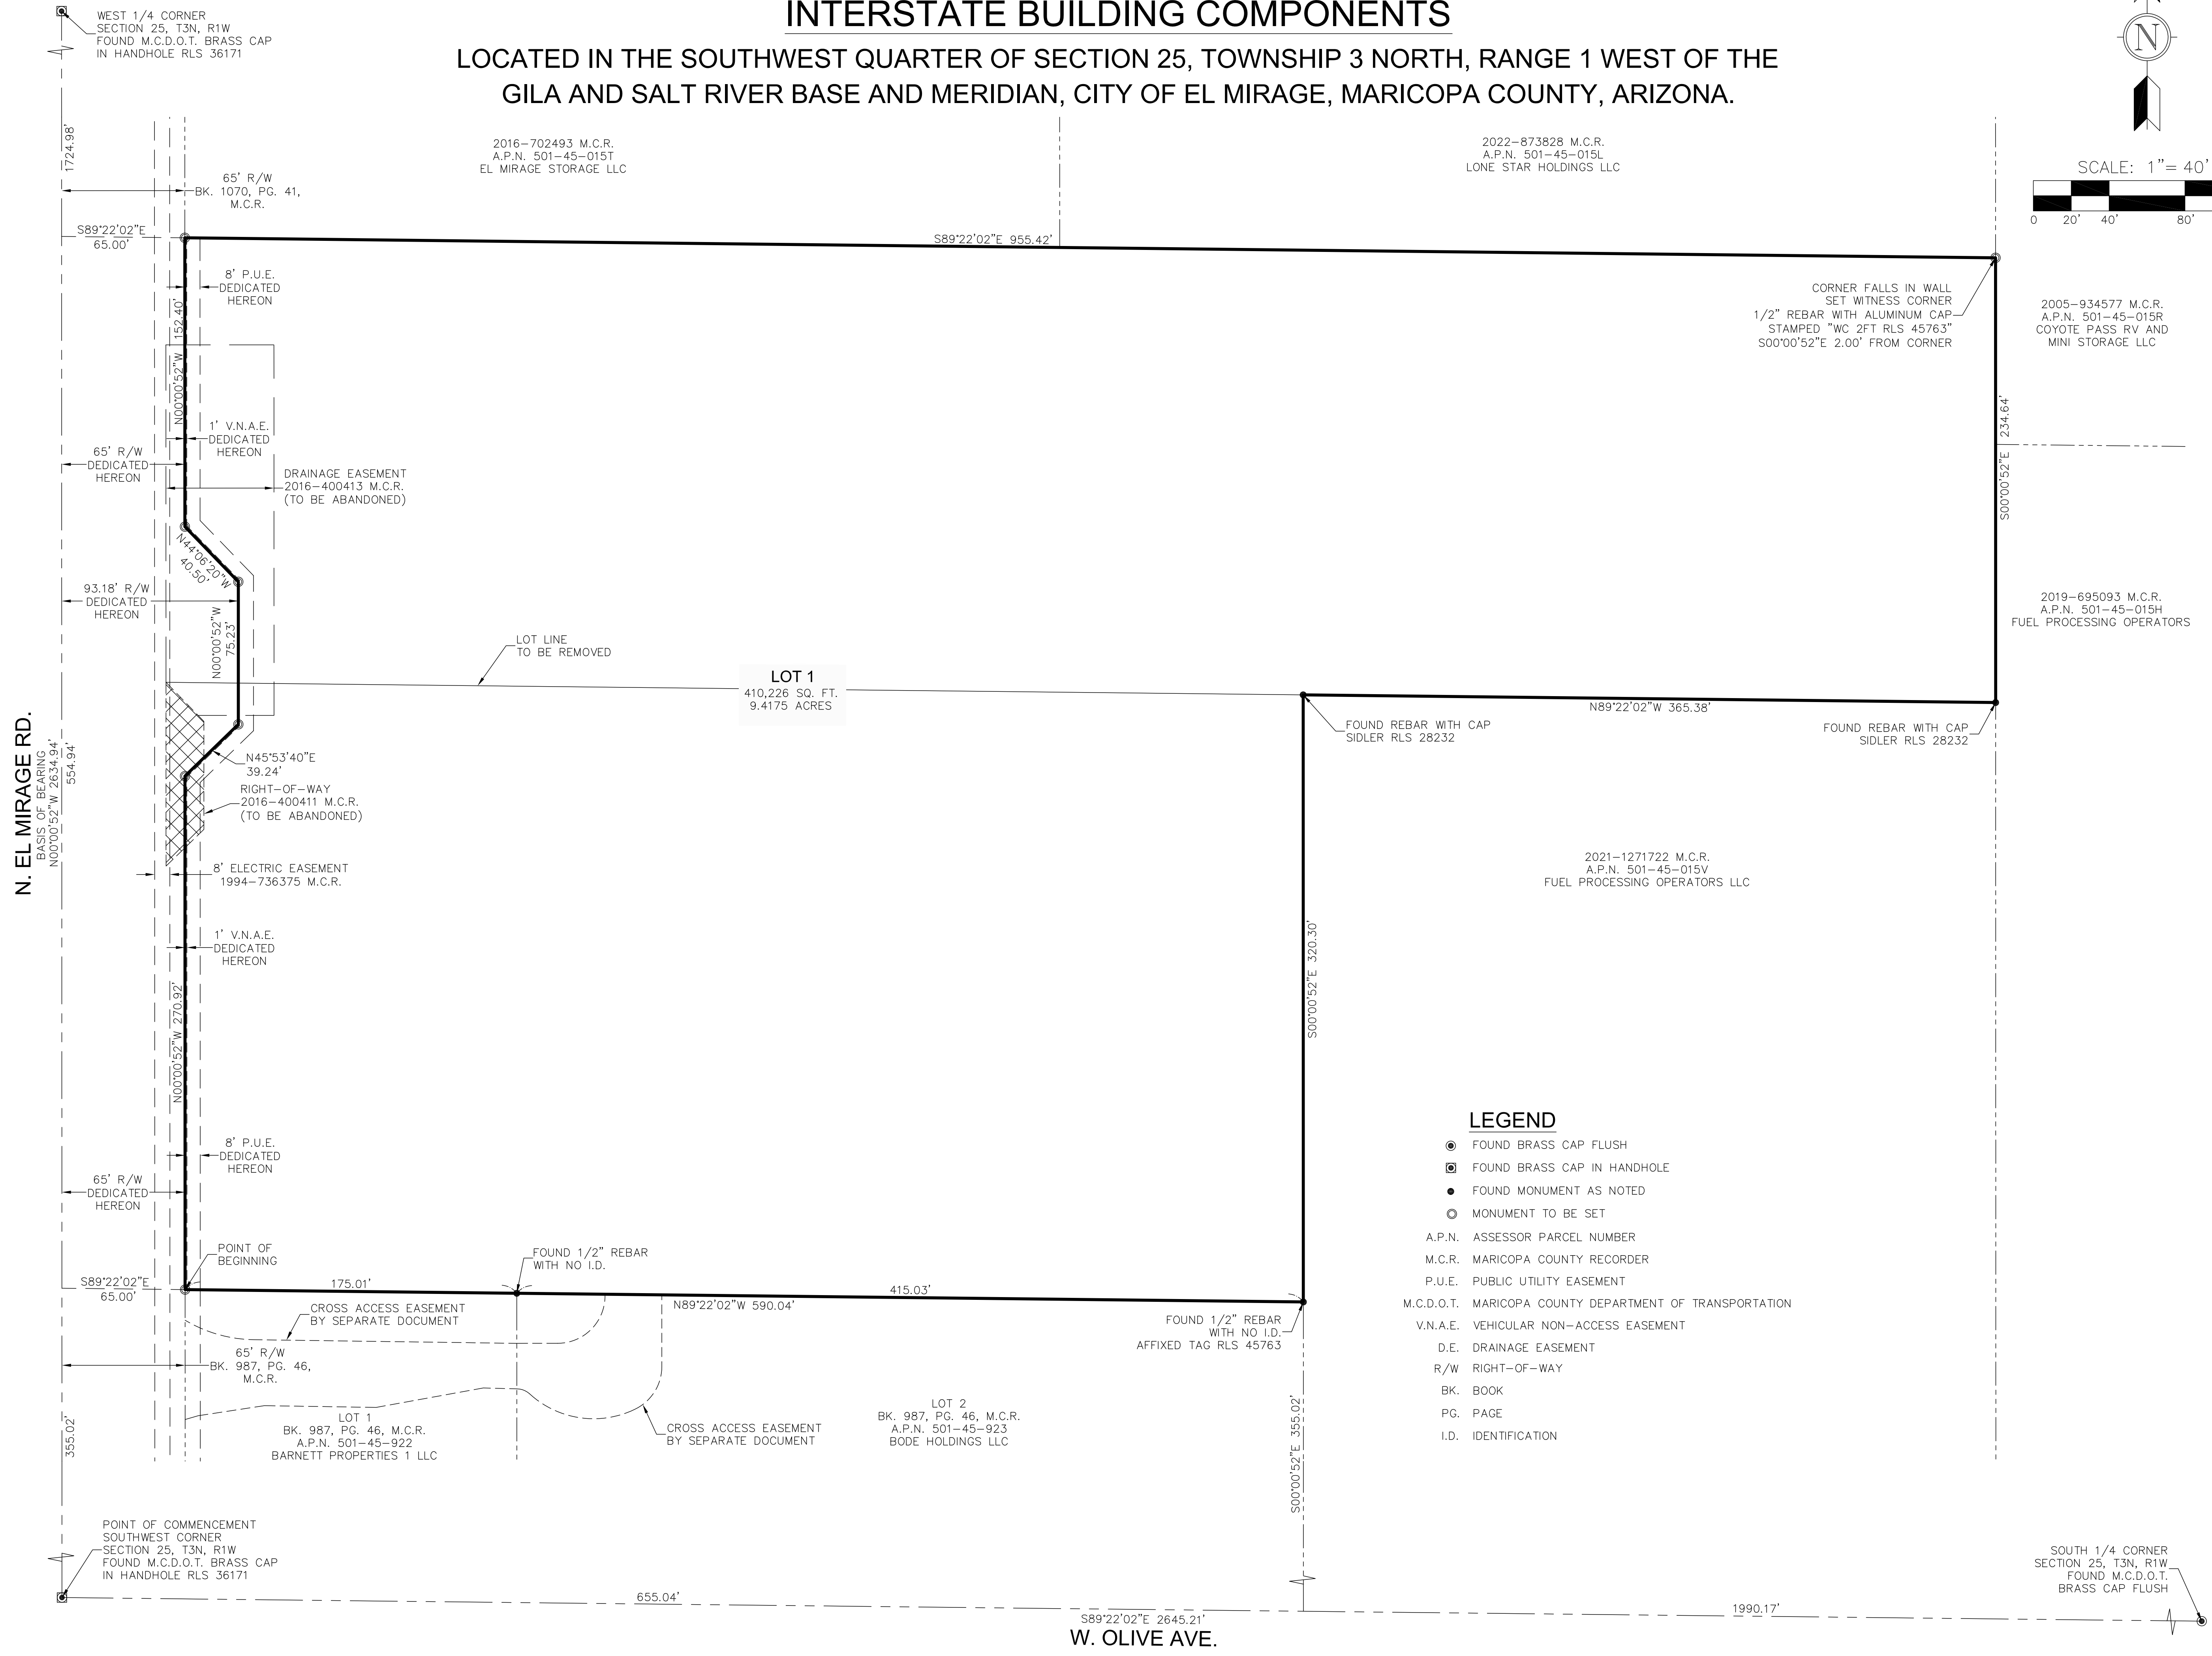 INTERSTATE BUILDING COMPONENTS
LOCATED IN THE SOUTHWEST QUARTER OF SECTION 25, TOWNSHIP 3 NORTH, RANGE 1 WEST OF THE
GILA AND SALT RIVER BASE AND MERIDIAN, CITY OF EL MIRAGE, MARICOPA COUNTY, ARIZONA.
WEST 1/4 CORNER
SECTION 25, T3N, R1W
FOUND M.C.D.O.T. BRASS CAP
IN HANDHOLE RLS 36171
N
SCALE: 1"= 40'
0 20' 40' 80'
1724.98'
2016-702493 M.C.R.
A.P.N. 501-45-015T
EL MIRAGE STORAGE LLC
2022-873828 M.C.R.
A.P.N. 501-45-015L
LONE STAR HOLDINGS LLC
65' R/W
BK. 1070, PG. 41,
M.C.R.
S89°22'02"E
65.00'
S89°22'02"E 955.42'
8' P.U.E.
DEDICATED
HEREON
N00°00'52"W 152.40'
CORNER FALLS IN WALL
SET WITNESS CORNER
1/2" REBAR WITH ALUMINUM CAP
STAMPED "WC 2FT RLS 45763"
S00°00'52"E 2.00' FROM CORNER
2005-934577 M.C.R.
A.P.N. 501-45-015R
COYOTE PASS RV AND
MINI STORAGE LLC
1' V.N.A.E.
DEDICATED
HEREON
65' R/W
DEDICATED
HEREON
DRAINAGE EASEMENT
2016-400413 M.C.R.
(TO BE ABANDONED)
S00°00'52"E 234.64'
N44°06'20"W
40.50'
93.18' R/W
DEDICATED
HEREON
N00°00'52"W
75.23'
2019-695093 M.C.R.
A.P.N. 501-45-015H
FUEL PROCESSING OPERATORS
LOT LINE
TO BE REMOVED
LOT 1
410,226 SQ. FT.
9.4175 ACRES
N89°22'02"W 365.38'
FOUND REBAR WITH CAP
SIDLER RLS 28232
FOUND REBAR WITH CAP
SIDLER RLS 28232
N. EL MIRAGE RD.
BASIS OF BEARING
N00°00'52"W 2634.94'
554.94'
N45°53'40"E
39.24'
RIGHT-OF-WAY
2016-400411 M.C.R.
(TO BE ABANDONED)
8' ELECTRIC EASEMENT
1994-736375 M.C.R.
2021-1271722 M.C.R.
A.P.N. 501-45-015V
FUEL PROCESSING OPERATORS LLC
1' V.N.A.E.
DEDICATED
HEREON
S00°00'52"E 320.30'
N00°00'52"W 270.92'
8' P.U.E.
DEDICATED
HEREON
65' R/W
DEDICATED
HEREON
LEGEND
FOUND BRASS CAP FLUSH
FOUND BRASS CAP IN HANDHOLE
FOUND MONUMENT AS NOTED
MONUMENT TO BE SET
A.P.N. ASSESSOR PARCEL NUMBER
M.C.R. MARICOPA COUNTY RECORDER
P.U.E. PUBLIC UTILITY EASEMENT
M.C.D.O.T. MARICOPA COUNTY DEPARTMENT OF TRANSPORTATION
V.N.A.E. VEHICULAR NON-ACCESS EASEMENT
D.E. DRAINAGE EASEMENT
R/W RIGHT-OF-WAY
BK. BOOK
PG. PAGE
I.D. IDENTIFICATION
POINT OF
BEGINNING
FOUND 1/2" REBAR
WITH NO I.D.
S89°22'02"E
65.00'
175.01'
415.03'
N89°22'02"W 590.04'
CROSS ACCESS EASEMENT
BY SEPARATE DOCUMENT
FOUND 1/2" REBAR
WITH NO I.D.
AFFIXED TAG RLS 45763
65' R/W
BK. 987, PG. 46,
M.C.R.
LOT 1
BK. 987, PG. 46, M.C.R.
A.P.N. 501-45-922
BARNETT PROPERTIES 1 LLC
CROSS ACCESS EASEMENT
BY SEPARATE DOCUMENT
LOT 2
BK. 987, PG. 46, M.C.R.
A.P.N. 501-45-923
BODE HOLDINGS LLC
355.02'
S00°00'52"E 355.02'
POINT OF COMMENCEMENT
SOUTHWEST CORNER
SECTION 25, T3N, R1W
FOUND M.C.D.O.T. BRASS CAP
IN HANDHOLE RLS 36171
SOUTH 1/4 CORNER
SECTION 25, T3N, R1W
FOUND M.C.D.O.T.
BRASS CAP FLUSH
655.04'
S89°22'02"E 2645.21'
1990.17'
W. OLIVE AVE.